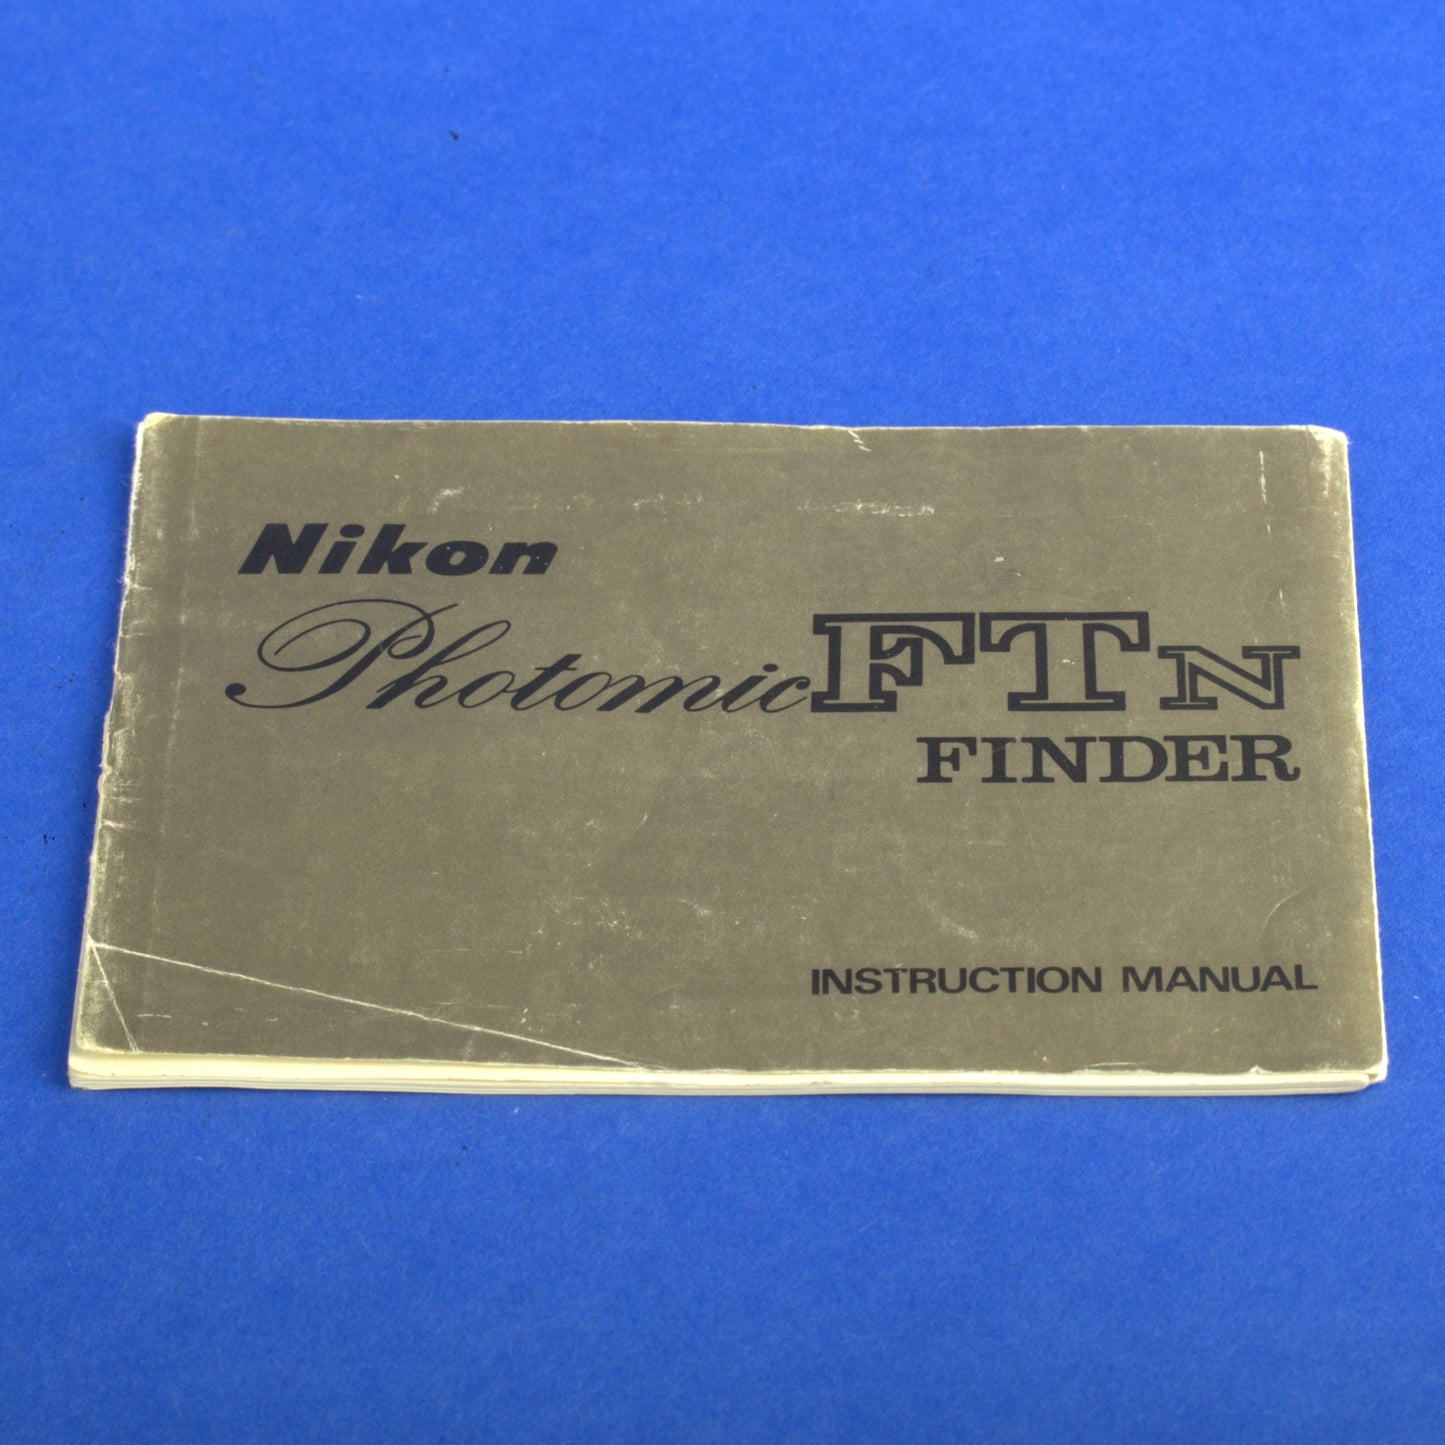 Nikon
Photomic FTN
FINDER
INSTRUCTION MANUAL